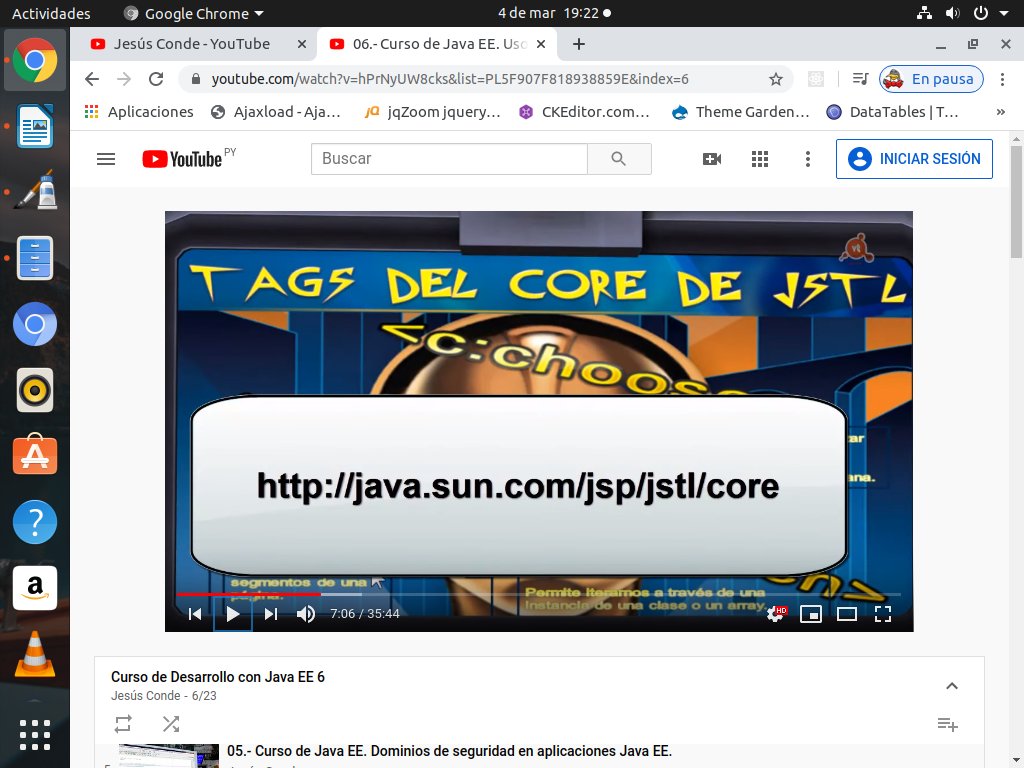 Actividades
Google Chrome
4 de mar 19:22
Jesús Conde - YouTube
06.- Curso de Java EE. Uso
youtube.com/watch?v=hPrNyUW8cks&list=PL5F907F818938859E&index=6
En pausa
Aplicaciones
Ajaxload - Aja...
jqZoom jquery...
CKEditor.com...
Theme Garden...
DataTables | T...
»
YouTube PY
Buscar
INICIAR SESIÓN
TAGS DEL CORE DE JSTL
<c:choose
http://java.sun.com/jsp/jstl/core
ana.
segmentos de una
página.
Permite iterarnos a través de una
instancia de una clase o un array.
7:06 / 35:44
HD
Curso de Desarrollo con Java EE 6
Jesús Conde - 6/23
05.- Curso de Java EE. Dominios de seguridad en aplicaciones Java EE.